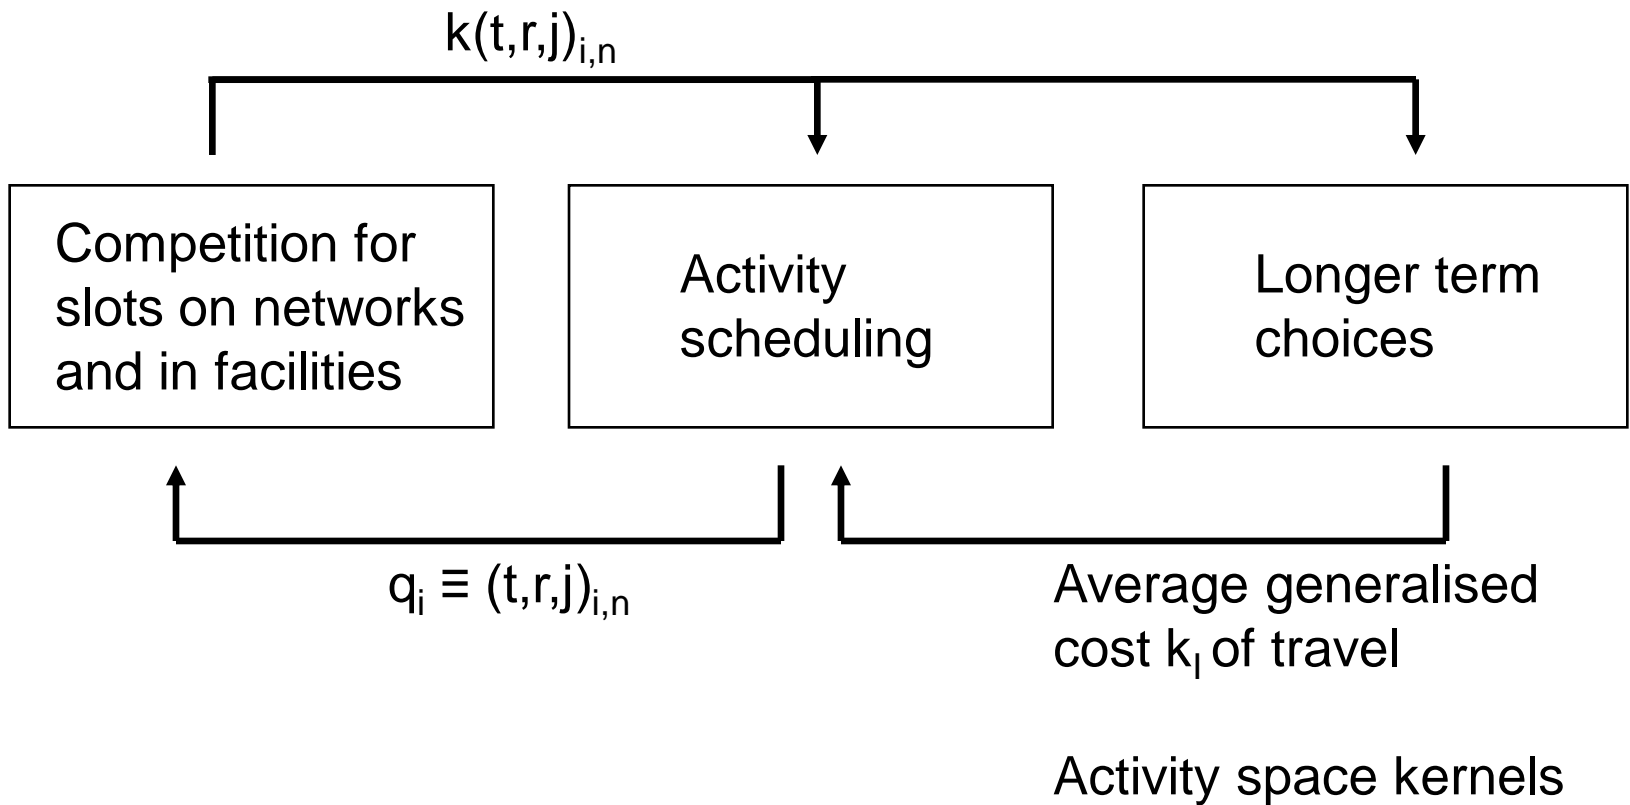 k(t,r,j)i,n
Competition for
slots on networks
and in facilities
Activity
scheduling
Longer term
choices
qi ≡ (t,r,j)i,n
Average generalised
cost kl of travel
Activity space kernels